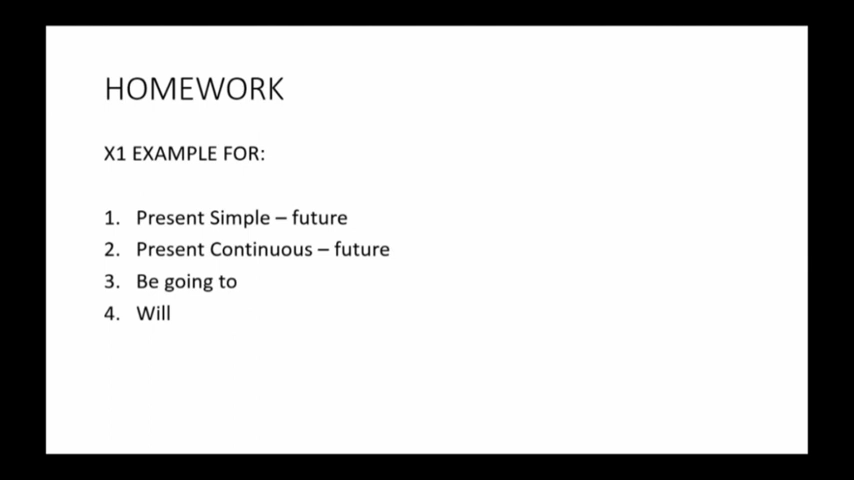 HOMEWORK
X1 EXAMPLE FOR:
1. Present Simple – future
2. Present Continuous – future
3. Be going to
4. Will